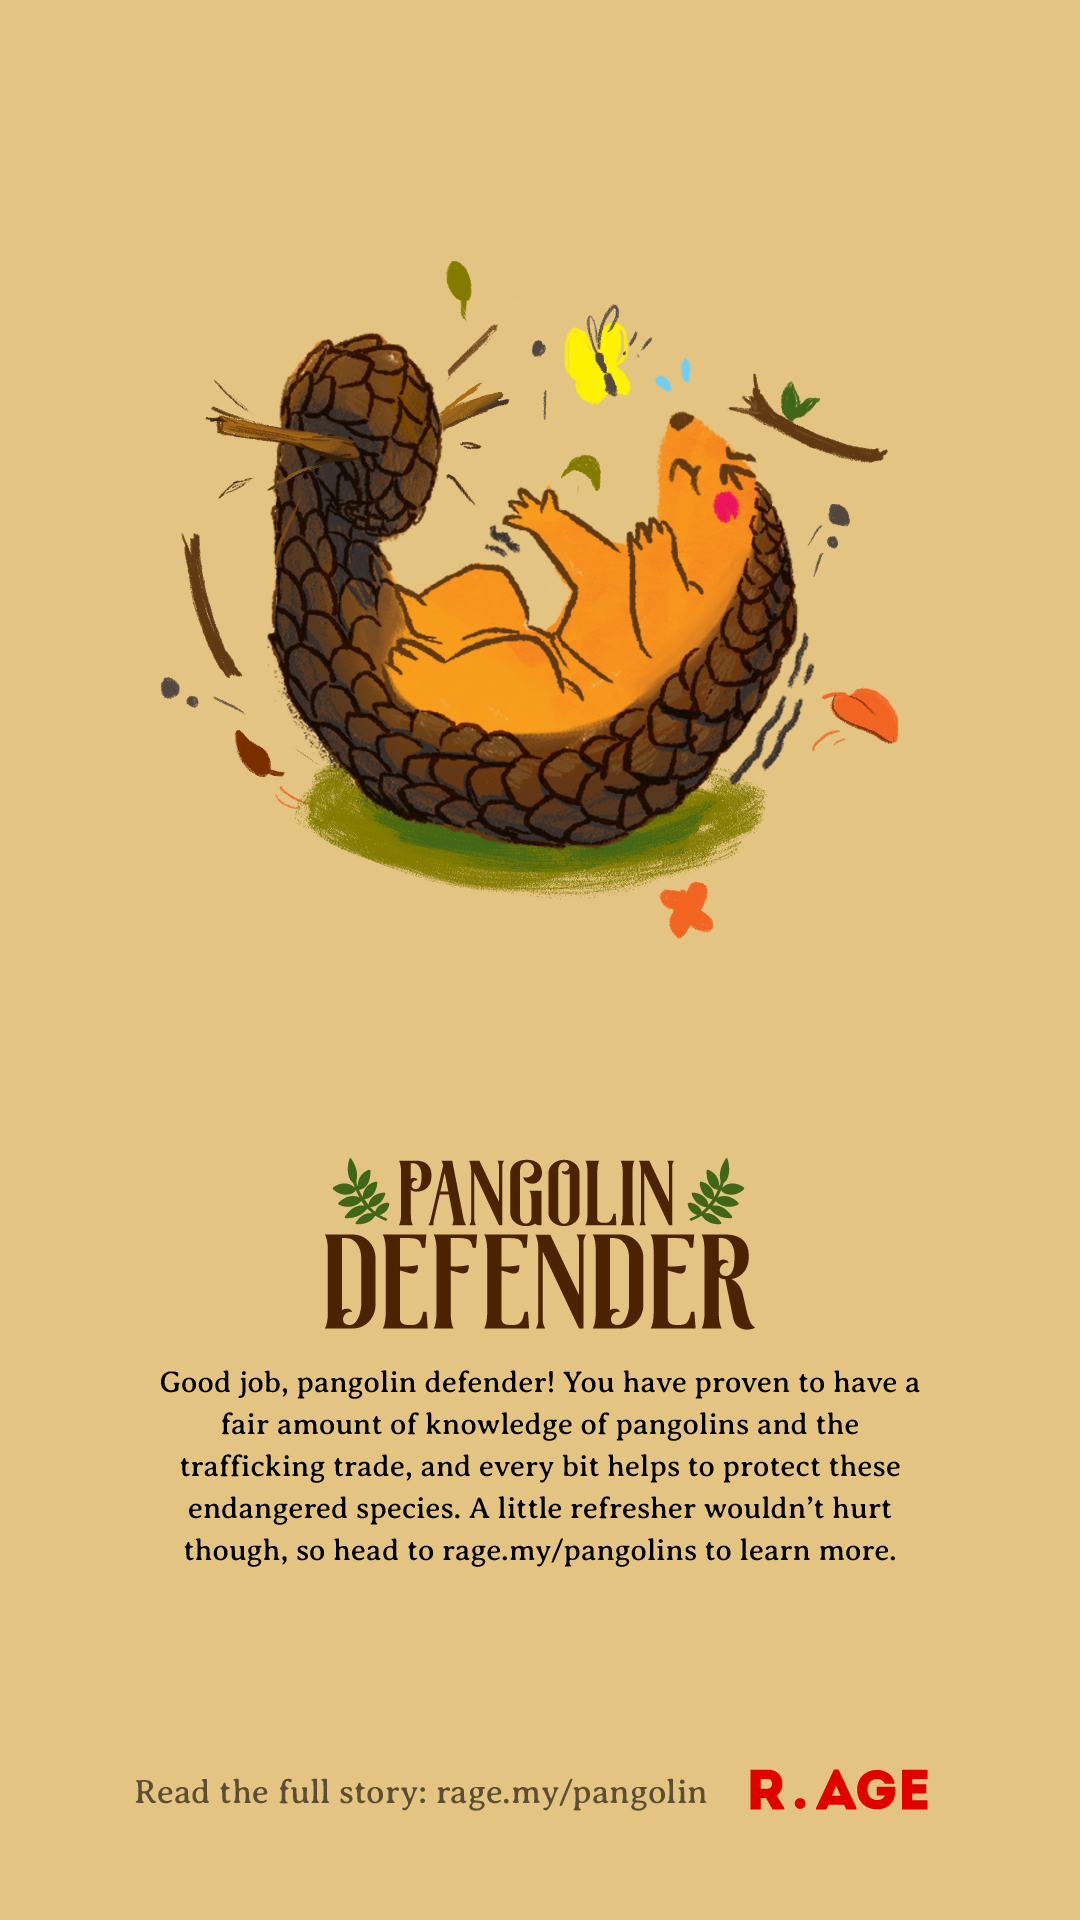 PANGOLIN
DEFENDER
Good job, pangolin defender! You have proven to have a
fair amount of knowledge of pangolins and the
trafficking trade, and every bit helps to protect these
endangered species. A little refresher wouldn’t hurt
though, so head to rage.my/pangolins to learn more.
Read the full story: rage.my/pangolin R.AGE